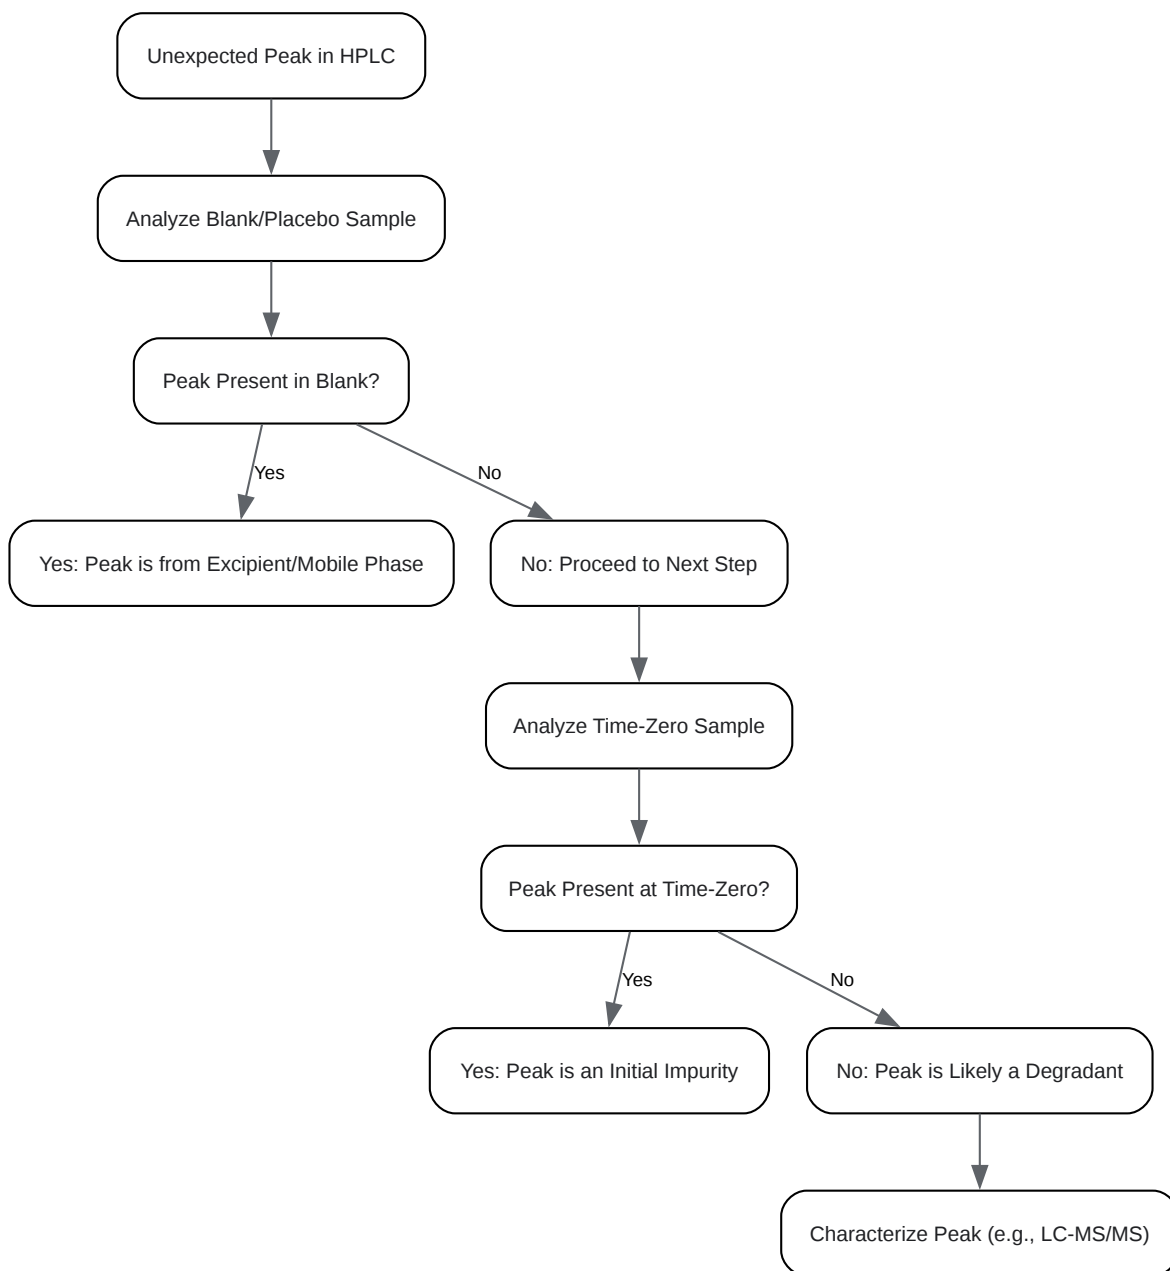 Unexpected Peak in HPLC
Analyze Blank/Placebo Sample
Peak Present in Blank?
Yes
No
Yes: Peak is from Excipient/Mobile Phase
No: Proceed to Next Step
Analyze Time-Zero Sample
Peak Present at Time-Zero?
Yes
No
Yes: Peak is an Initial Impurity
No: Peak is Likely a Degradant
Characterize Peak (e.g., LC-MS/MS)